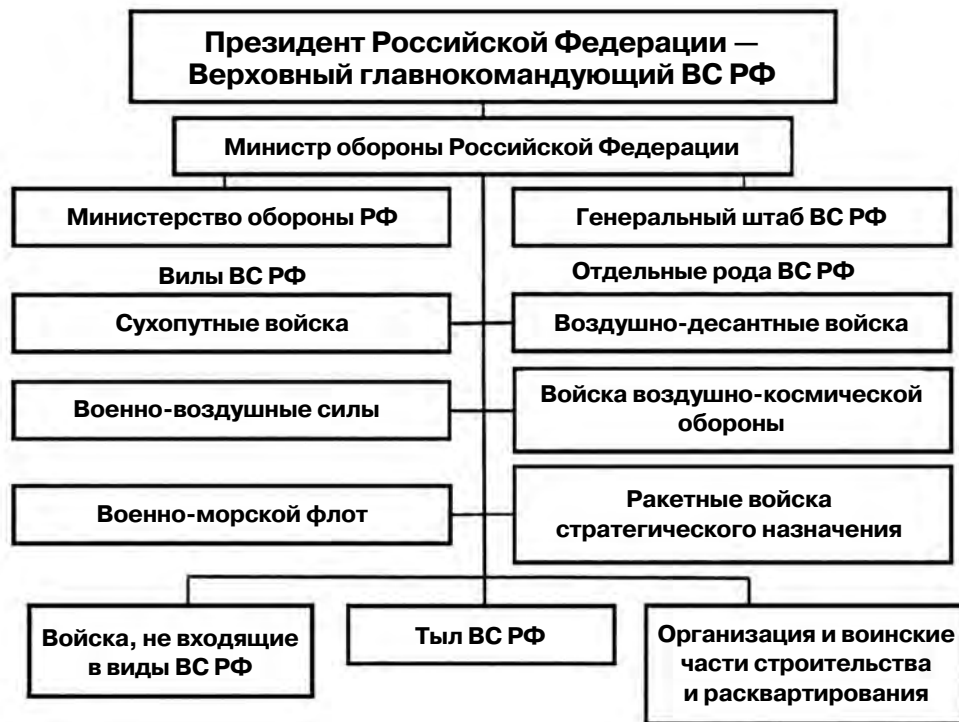 Президент Российской Федерации —
Верховный главнокомандующий ВС РФ
Министр обороны Российской Федерации
Министерство обороны РФ
Генеральный штаб ВС РФ
Вилы ВС РФ
Отдельные рода ВС РФ
Сухопутные войска
Воздушно-десантные войска
Военно-воздушные силы
Войска воздушно-космической
обороны
Военно-морской флот
Ракетные войска
стратегического назначения
Войска, не входящие
в виды ВС РФ
Тыл ВС РФ
Организация и воинские
части строительства
и расквартирования